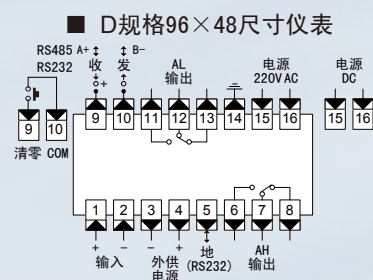 ■ D规格96×48尺寸仪表
RS485 A+ B-
RS232 收 发 AL 电源 电源
+ 输出 220V AC DC
9 10 9 10 11 12 13 14 15 16 15 16
清零 COM
1 2 3 4 5 6 7 8
+ - - + 地 AH
输入 外供 (RS232) 输出
电源